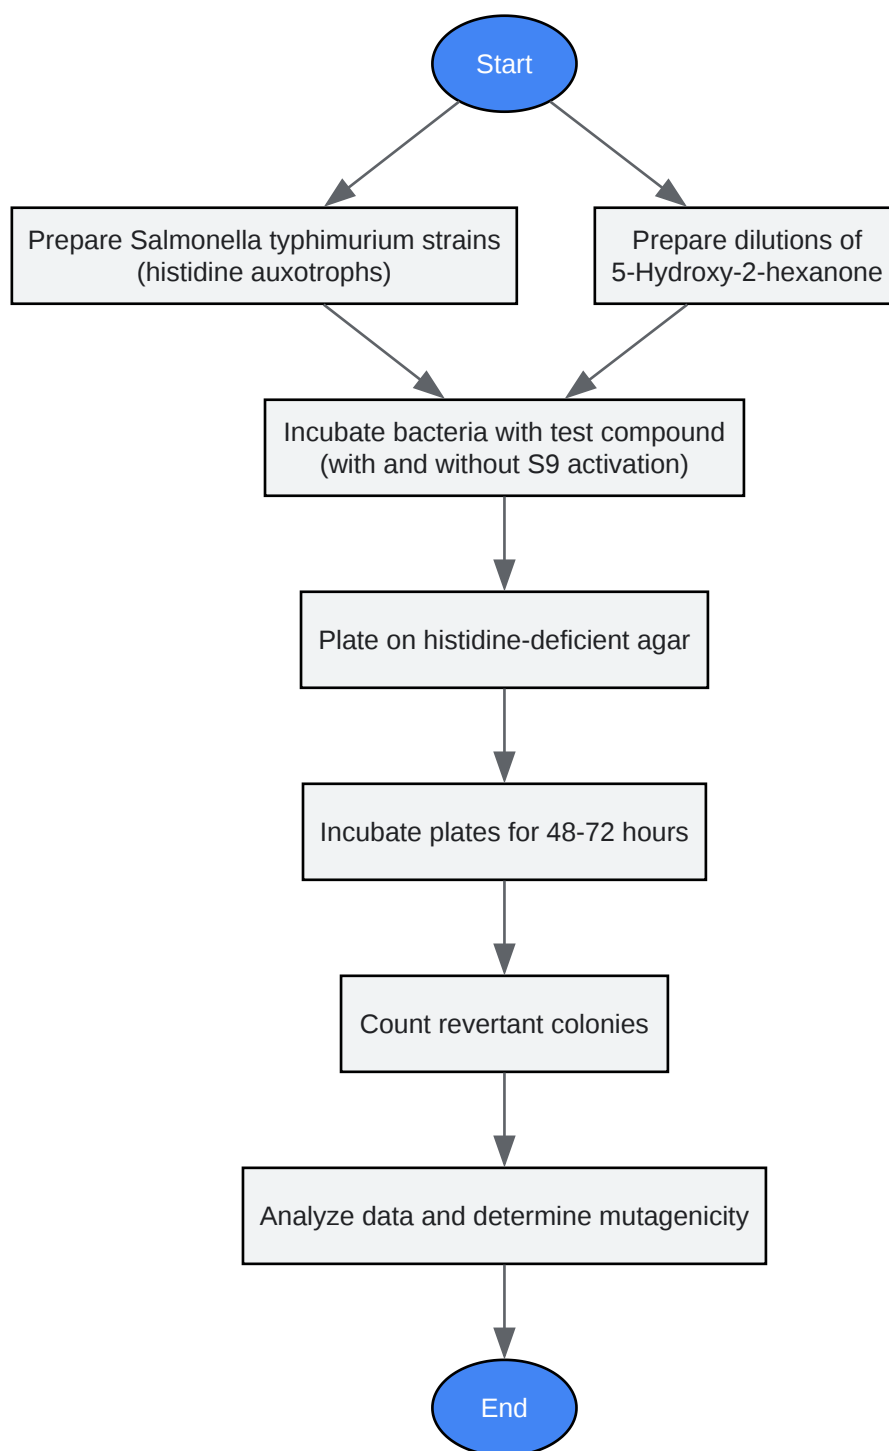 Start
Prepare Salmonella typhimurium strains
(histidine auxotrophs)
Prepare dilutions of
5-Hydroxy-2-hexanone
Incubate bacteria with test compound
(with and without S9 activation)
Plate on histidine-deficient agar
Incubate plates for 48-72 hours
Count revertant colonies
Analyze data and determine mutagenicity
End